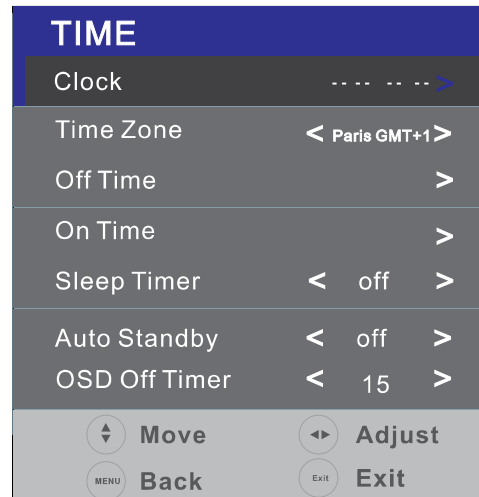 TIME
Clock -- -- -- -- >
Time Zone < Paris GMT+1 >
Off Time >
On Time >
Sleep Timer < off >
Auto Standby < off >
OSD Off Timer < 15 >
Move Adjust
MENU Back Exit Exit